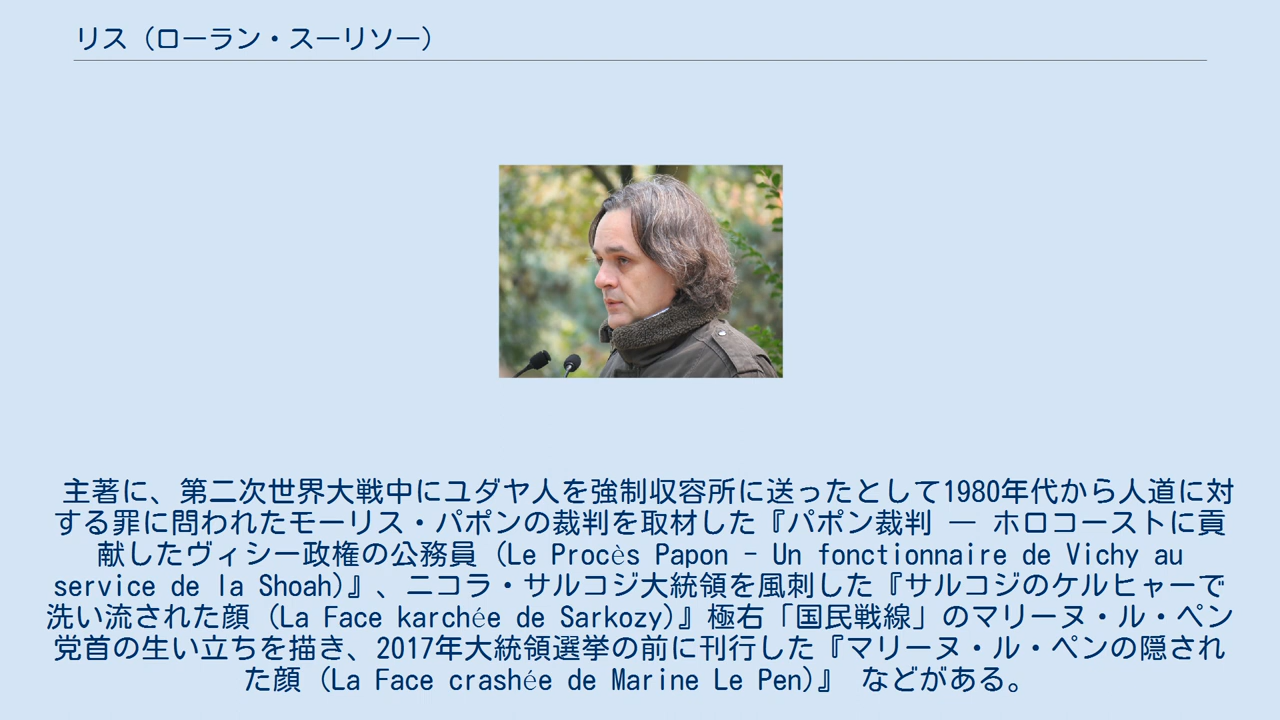 リス（ローラン・スーリソー）
主著に、第二次世界大戦中にユダヤ人を強制収容所に送ったとして1980年代から人道に対
する罪に問われたモーリス・パポンの裁判を取材した『パポン裁判 ― ホロコーストに貢
献したヴィシー政権の公務員 (Le Procès Papon - Un fonctionnaire de Vichy au
service de la Shoah)』、ニコラ・サルコジ大統領を風刺した『サルコジのケルヒャーで
洗い流された顔 (La Face karchée de Sarkozy)』極右「国民戦線」のマリーヌ・ル・ペン
党首の生い立ちを描き、2017年大統領選挙の前に刊行した『マリーヌ・ル・ペンの隠され
た顔 (La Face crashée de Marine Le Pen)』 などがある。